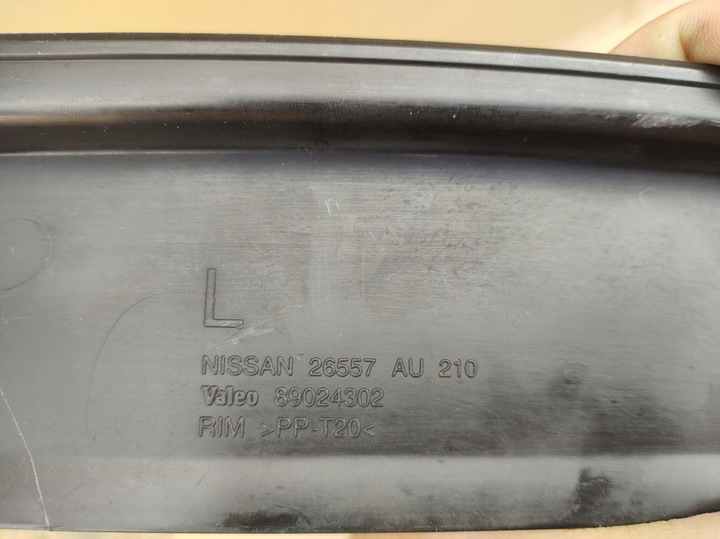 L
NISSAN 26557 AU 210
Valeo 89024302
RIM >PP-T20<